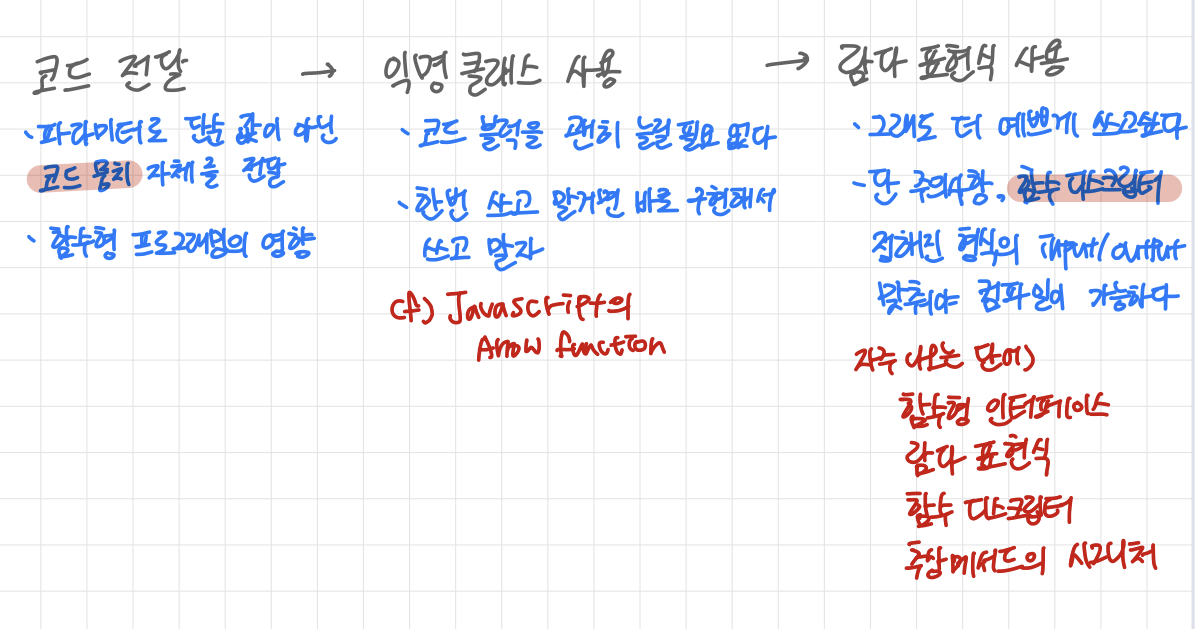 코드 전달 → 익명 클래스 사용 → 람다 표현식 사용
· 파라미터로 단순 값이 아닌
코드 뭉치 자체를 전달
· 함수형 프로그래밍의 영향
· 코드 블럭을 괜히 늘릴 필요 없다
· 한번 쓰고 말거면 바로 구현해서
쓰고 말자
cf) Javascript의
Arrow function
· 그래도 더 예쁘게 쓰고싶다
· 단 주의사항, 함수 디스크립터
정해진 형식의 input/output
맞춰야 컴파일이 가능하다
자주 나오는 단어)
함수형 인터페이스
람다 표현식
함수 디스크립터
추상메서드의 시그니처